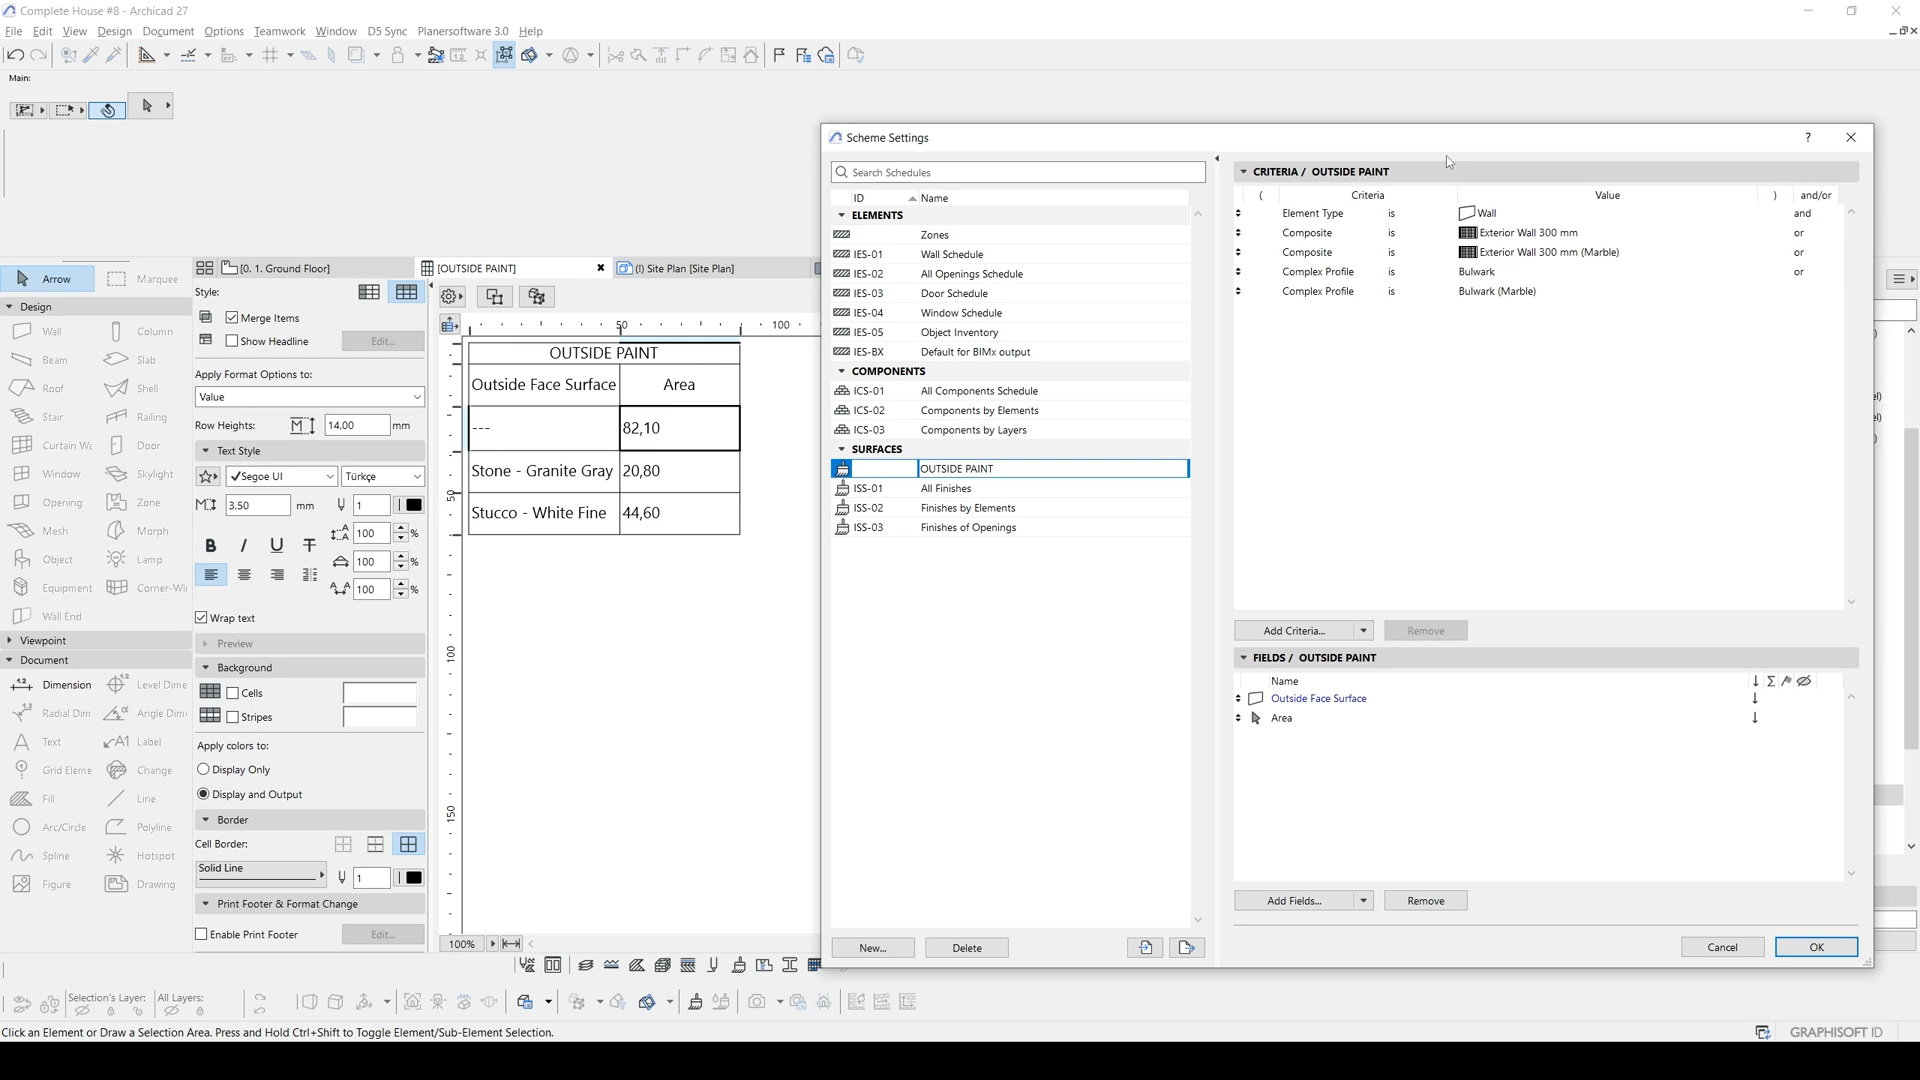 Complete House #8 - Archicad 27
File Edit View Design Document Options Teamwork Window D5 Sync Planersoftware 3.0 Help
Main:
Arrow Marquee
Design
Wall Column
Beam Slab
Roof Shell
Stair Railing
Curtain Wa Door
Window Skylight
Opening Zone
Mesh Morph
Object Lamp
Equipment Corner-Wi
Wall End
Viewpoint
Document
Dimension Level Dime
Radial Dim Angle Dim
Text Label
Grid Eleme Change
Fill Line
Arc/Circle Polyline
Spline Hotspot
Figure Drawing
[0. 1. Ground Floor] [OUTSIDE PAINT] (!) Site Plan [Site Plan]
Style:
Merge Items
Show Headline Edit...
Apply Format Options to:
Value
Row Heights: 14.00 mm
Text Style
Segoe UI Türkçe
3.50 mm 1
B I U T
100 %
100 %
100 %
Wrap text
Preview
Background
Cells
Stripes
Apply colors to:
Display Only
Display and Output
Border
Cell Border:
Solid Line 1
Print Footer & Format Change
Enable Print Footer Edit...
50 100
50
100
150
OUTSIDE PAINT
Outside Face Surface Area
--- 82,10
Stone - Granite Gray 20,80
Stucco - White Fine 44,60
100%
Scheme Settings ?
Search Schedules
ID Name
ELEMENTS
Zones
IES-01 Wall Schedule
IES-02 All Openings Schedule
IES-03 Door Schedule
IES-04 Window Schedule
IES-05 Object Inventory
IES-BX Default for BIMx output
COMPONENTS
ICS-01 All Components Schedule
ICS-02 Components by Elements
ICS-03 Components by Layers
SURFACES
OUTSIDE PAINT
ISS-01 All Finishes
ISS-02 Finishes by Elements
ISS-03 Finishes of Openings
New... Delete
CRITERIA / OUTSIDE PAINT
( Criteria Value ) and/or
Element Type is Wall and
Composite is Exterior Wall 300 mm or
Composite is Exterior Wall 300 mm (Marble) or
Complex Profile is Bulwark or
Complex Profile is Bulwark (Marble)
Add Criteria... Remove
FIELDS / OUTSIDE PAINT
Name
Outside Face Surface
Area
Add Fields... Remove
Cancel OK
Selection's Layer: All Layers:
Click an Element or Draw a Selection Area. Press and Hold Ctrl+Shift to Toggle Element/Sub-Element Selection.
GRAPHISOFT ID